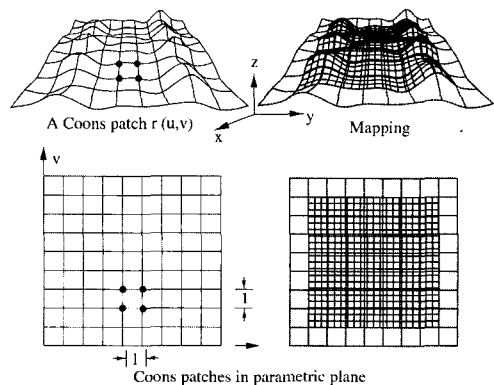 z
y
x
A Coons patch r (u,v)
Mapping
v
1
1
Coons patches in parametric plane